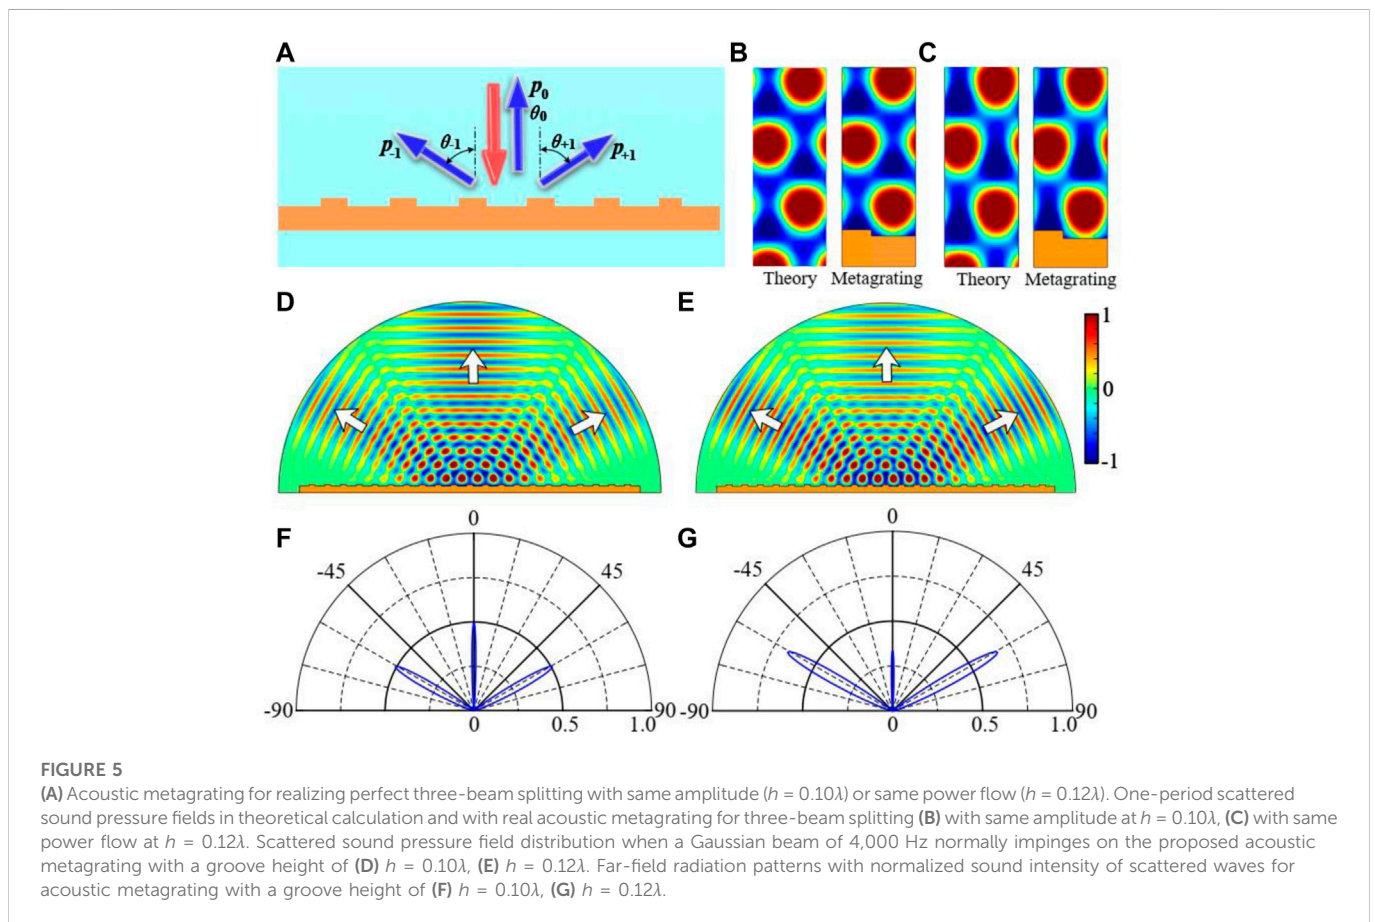 A
B
C
p0
θ0
p-1
θ-1
θ+1
p+1
Theory Metagrating
Theory Metagrating
D
E
1
0
-1
F
0
-45
45
-90
90
0
0.5
1.0
G
0
-45
45
-90
90
0
0.5
1.0
FIGURE 5
(A) Acoustic metagrating for realizing perfect three-beam splitting with same amplitude (h = 0.10λ) or same power flow (h = 0.12λ). One-period scattered
sound pressure fields in theoretical calculation and with real acoustic metagrating for three-beam splitting (B) with same amplitude at h = 0.10λ, (C) with same
power flow at h = 0.12λ. Scattered sound pressure field distribution when a Gaussian beam of 4,000 Hz normally impinges on the proposed acoustic
metagrating with a groove height of (D) h = 0.10λ, (E) h = 0.12λ. Far-field radiation patterns with normalized sound intensity of scattered waves for
acoustic metagrating with a groove height of (F) h = 0.10λ, (G) h = 0.12λ.